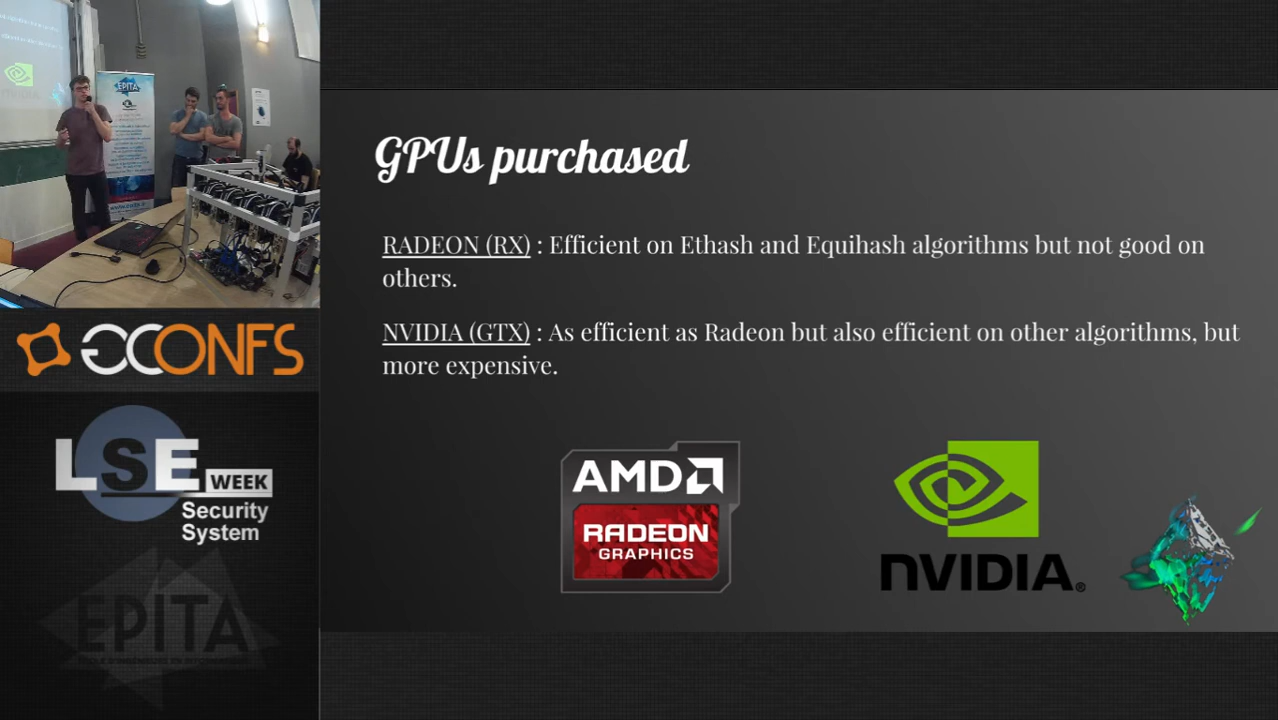 EPITA
GPUs purchased
RADEON (RX) : Efficient on Ethash and Equihash algorithms but not good on
others.
NVIDIA (GTX) : As efficient as Radeon but also efficient on other algorithms, but
more expensive.
AMD
RADEON
GRAPHICS
NVIDIA®
GCONFS
LSE WEEK
Security
System
EPITA